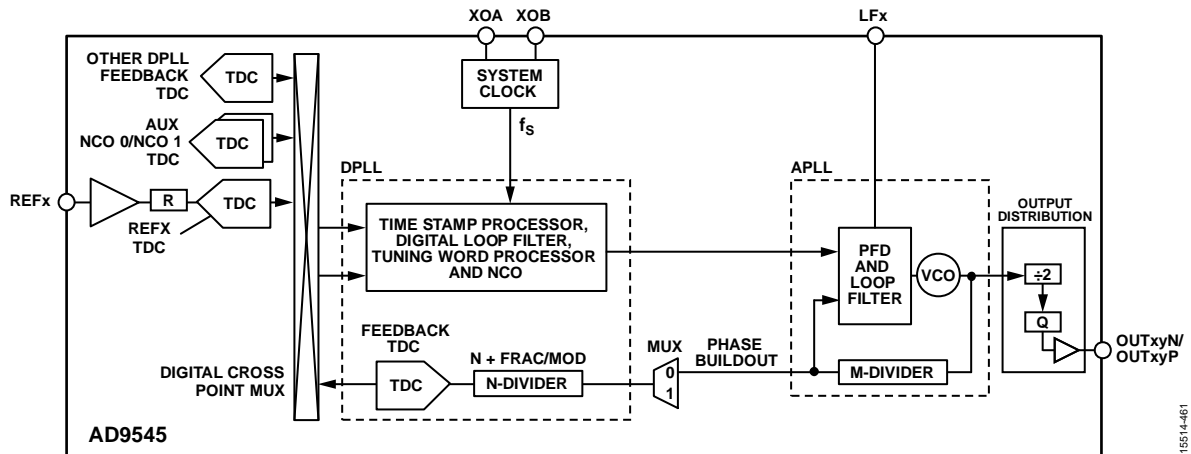 XOA
XOB
LFx
OTHER DPLL
FEEDBACK
TDC
TDC
SYSTEM
CLOCK
AUX
NCO 0/NCO 1
TDC
TDC
fS
DPLL
APLL
REFx
R
TDC
REFX
TDC
TIME STAMP PROCESSOR,
DIGITAL LOOP FILTER,
TUNING WORD PROCESSOR
AND NCO
PFD
AND
LOOP
FILTER
VCO
OUTPUT
DISTRIBUTION
÷2
Q
OUTxyN/
OUTxyP
FEEDBACK
TDC
TDC
N + FRAC/MOD
N-DIVIDER
MUX
0
1
PHASE
BUILDOUT
M-DIVIDER
DIGITAL CROSS
POINT MUX
AD9545
15514-461